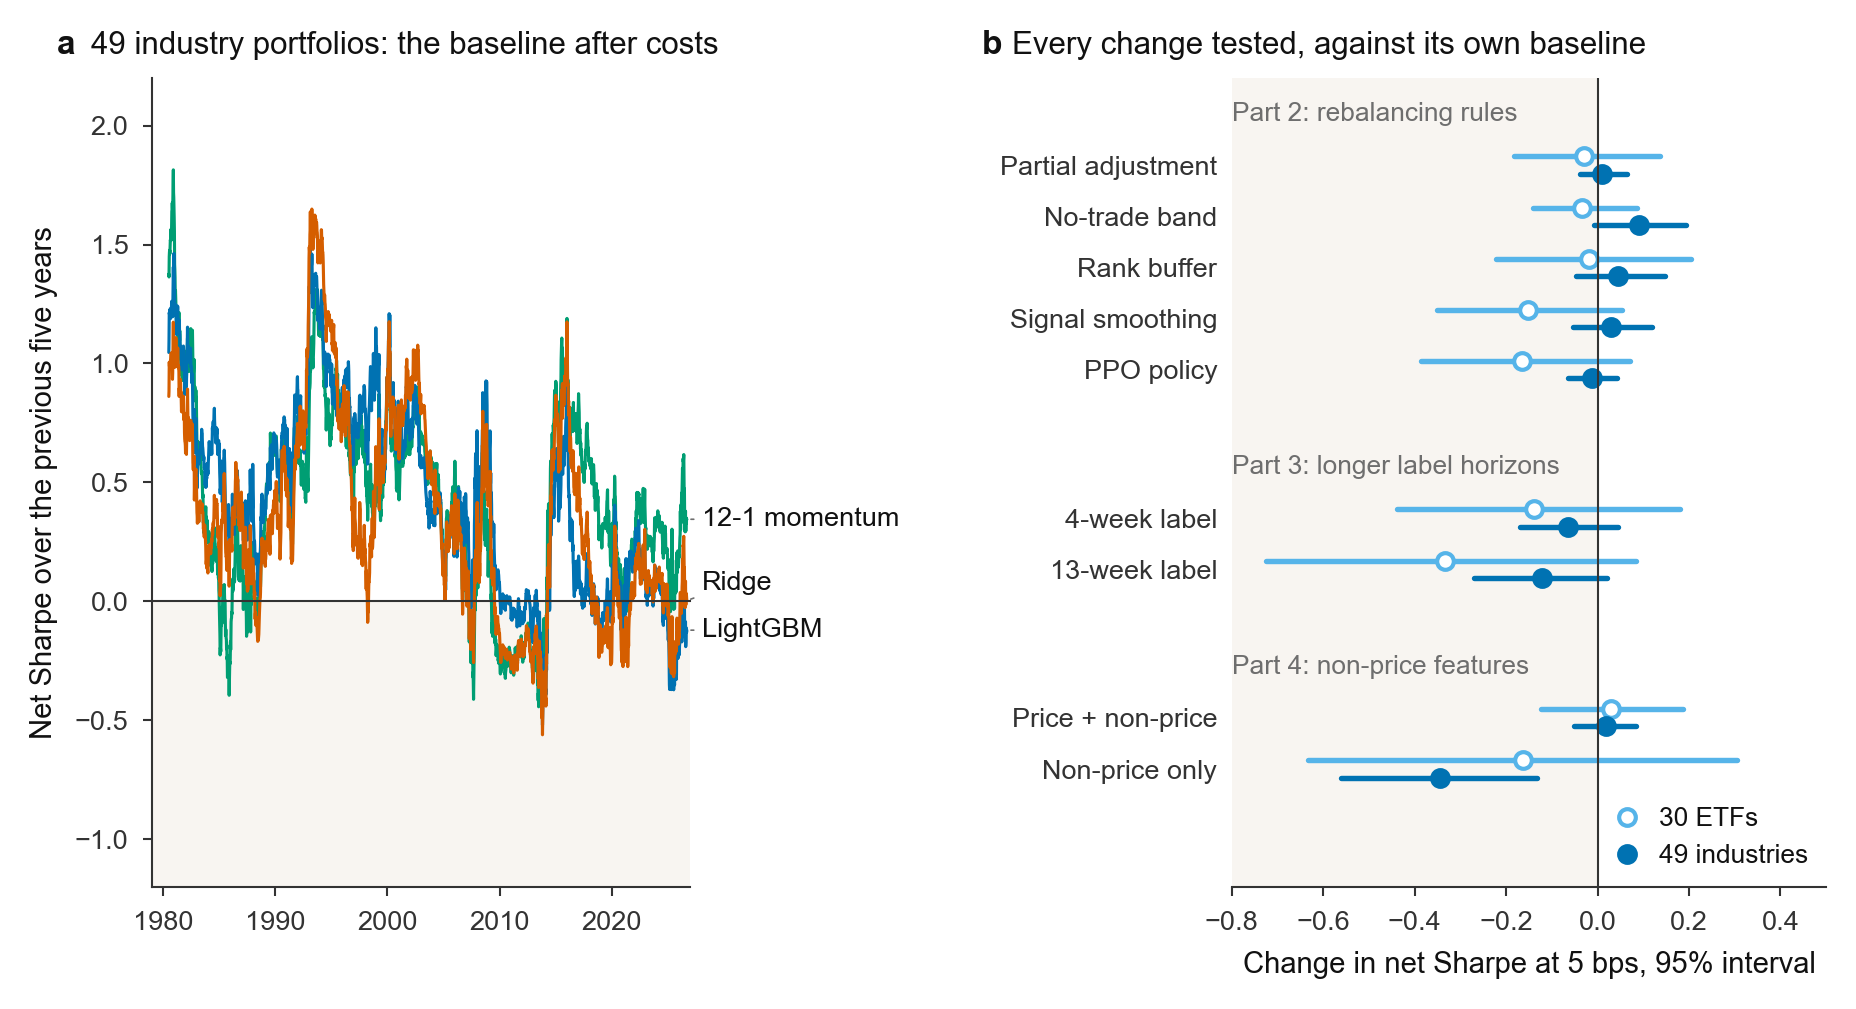 a 49 industry portfolios: the baseline after costs
Net Sharpe over the previous five years
2.0
1.5
1.0
0.5
0.0
−0.5
−1.0
1980
1990
2000
2010
2020
12-1 momentum
Ridge
LightGBM
b Every change tested, against its own baseline
Part 2: rebalancing rules
Partial adjustment
No-trade band
Rank buffer
Signal smoothing
PPO policy
Part 3: longer label horizons
4-week label
13-week label
Part 4: non-price features
Price + non-price
Non-price only
30 ETFs
49 industries
−0.8
−0.6
−0.4
−0.2
0.0
0.2
0.4
Change in net Sharpe at 5 bps, 95% interval